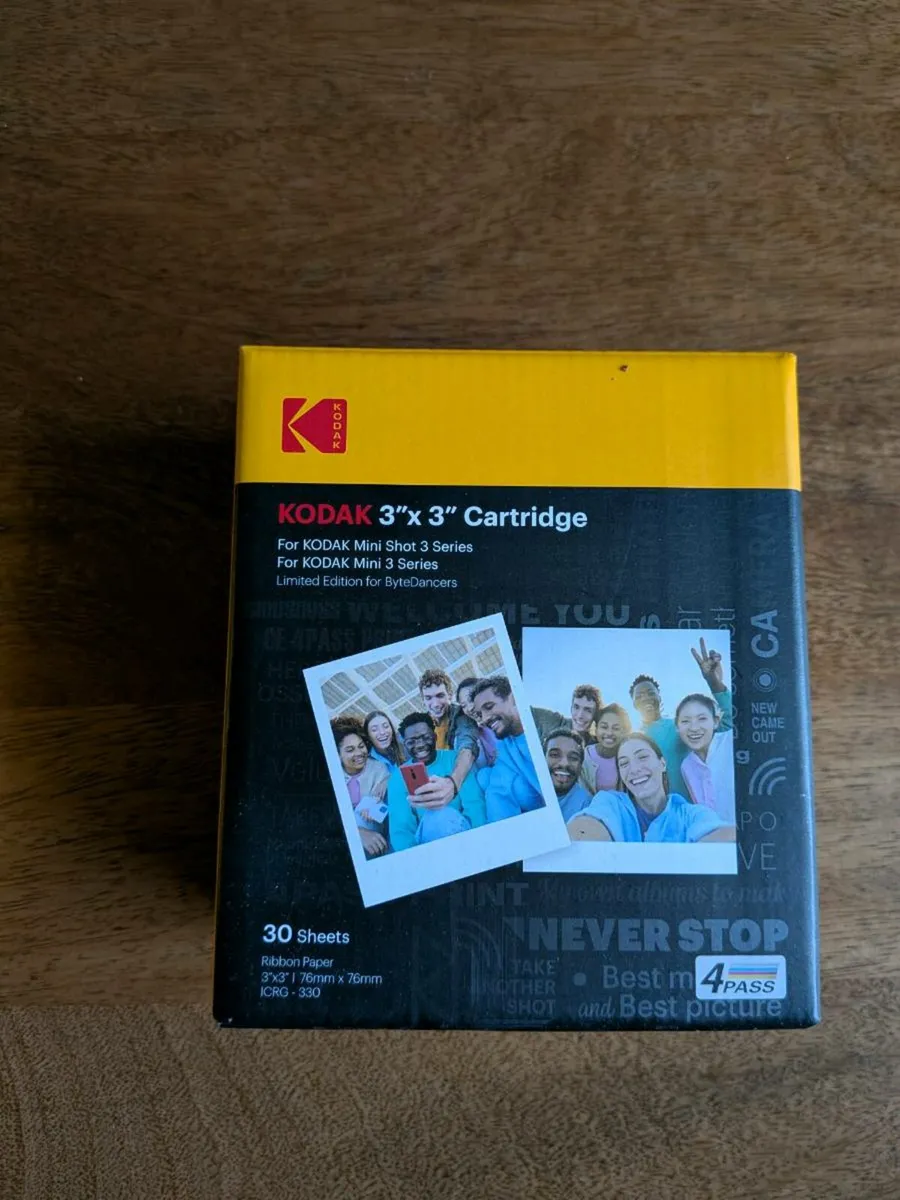 KODAK
KODAK 3”x 3” Cartridge
For KODAK Mini Shot 3 Series
For KODAK Mini 3 Series
Limited Edition for ByteDancers
WELCOME YOU
CA
NEW
CAME
OUT
VE
NEVER STOP
TAKE
ANOTHER
SHOT
Best m
and Best picture
4PASS
30 Sheets
Ribbon Paper
3”x3” | 76mm x 76mm
ICRG - 330